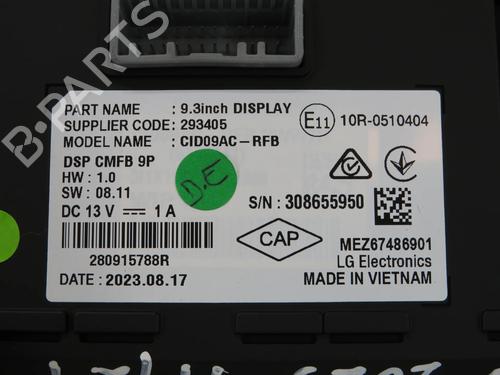 B-PARTS
PART NAME : 9.3inch DISPLAY
SUPPLIER CODE : 293405
MODEL NAME : CID09AC-RFB
DSP CMFB 9P
HW : 1.0
SW : 08.11
DC 13 V 1 A
D.E
E11 10R-0510404
S/N : 308655950
280915788R
CAP
MEZ67486901
LG Electronics
DATE : 2023.08.17
MADE IN VIETNAM